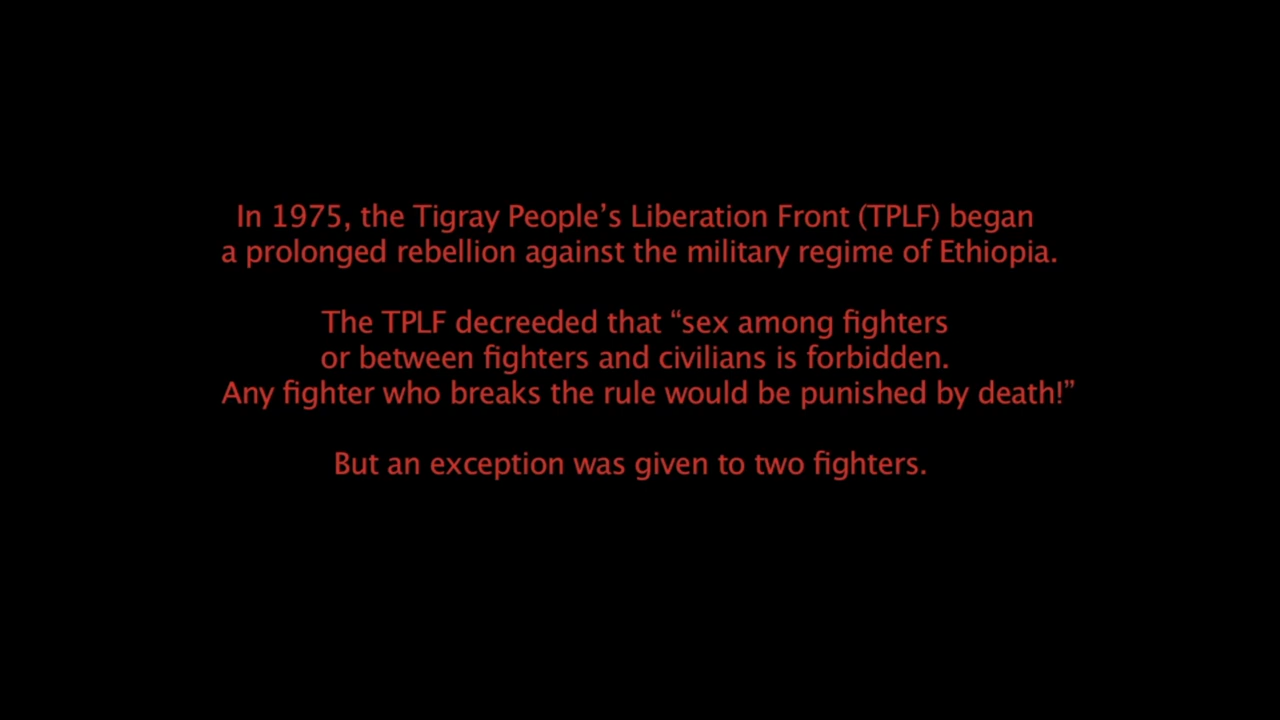 In 1975, the Tigray People’s Liberation Front (TPLF) began
a prolonged rebellion against the military regime of Ethiopia.
The TPLF decreeded that “sex among fighters
or between fighters and civilians is forbidden.
Any fighter who breaks the rule would be punished by death!”
But an exception was given to two fighters.